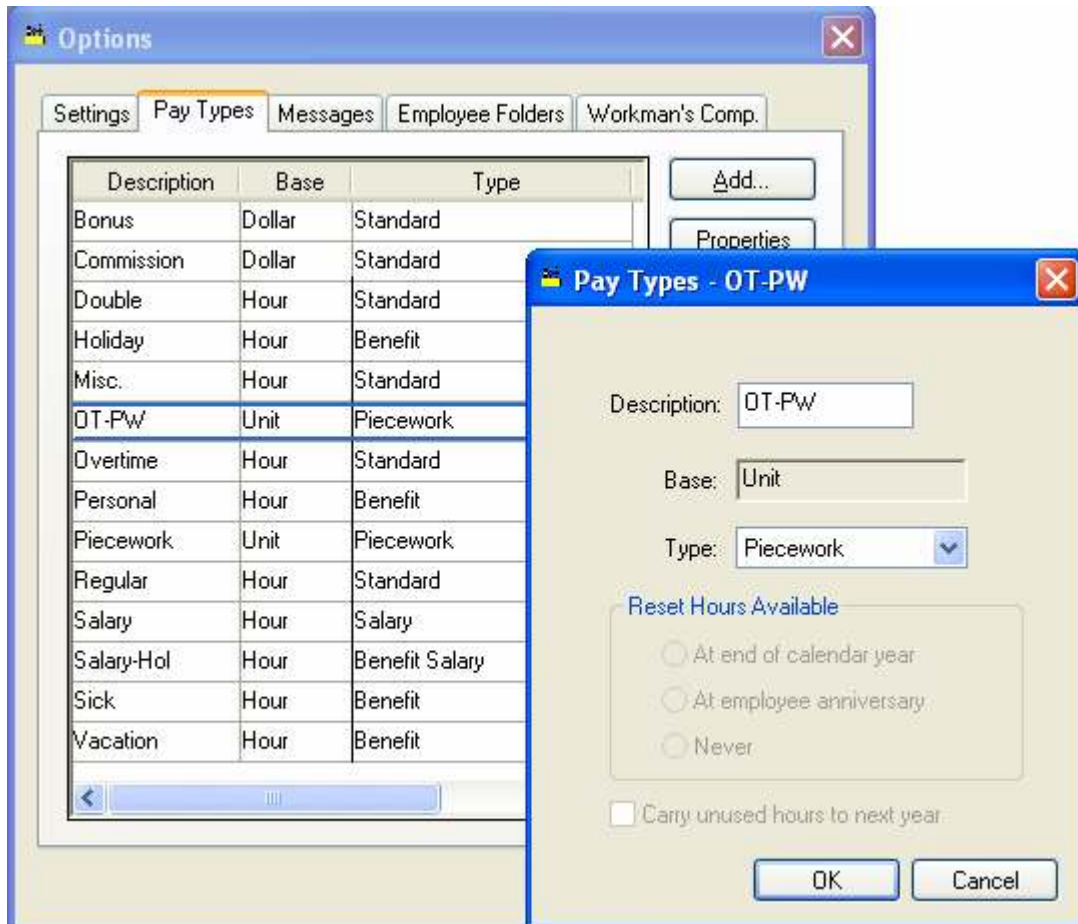 Options
Settings Pay Types Messages Employee Folders Workman's Comp.
Description Base Type
Add...
Bonus Dollar Standard
Properties
Commission Dollar Standard
Double Hour Standard
Holiday Hour Benefit
Misc. Hour Standard
OT-PW Unit Piecework
Overtime Hour Standard
Personal Hour Benefit
Piecework Unit Piecework
Regular Hour Standard
Salary Hour Salary
Salary-Hol Hour Benefit Salary
Sick Hour Benefit
Vacation Hour Benefit
Pay Types - OT-PW
Description: OT-PW
Base: Unit
Type: Piecework
Reset Hours Available
At end of calendar year
At employee anniversary
Never
Carry unused hours to next year
OK Cancel